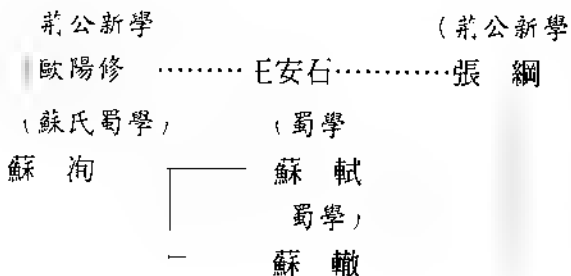 荊公新學 (荊公新學
歐陽修 ········ 王安石 ············ 張 綱
(蘇氏蜀學) (蜀學
蘇 洵 蘇 軾
蜀學)
蘇 轍